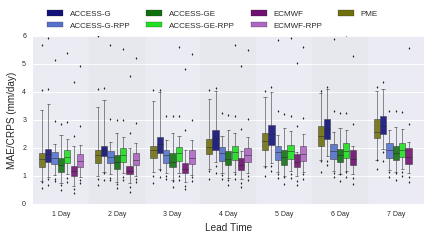 ACCESS-G ACCESS-GE ECMWF PME
ACCESS-G-RPP ACCESS-GE-RPP ECMWF-RPP
6
5
4
3
2
1
0
MAE/CRPS (mm/day)
1 Day 2 Day 3 Day 4 Day 5 Day 6 Day 7 Day
Lead Time